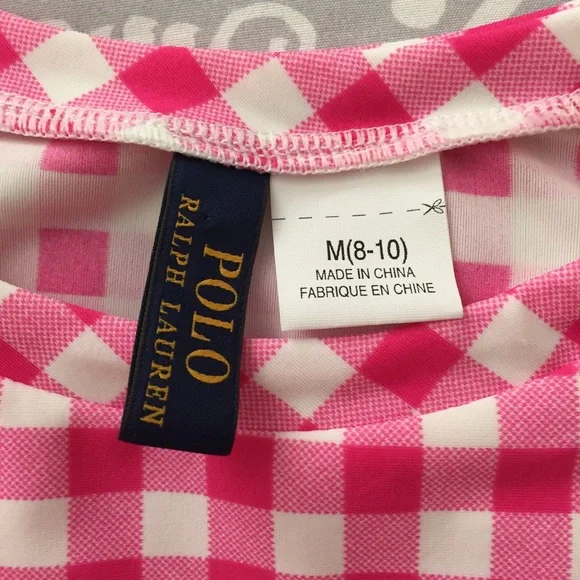 POLO
RALPH LAUREN
M(8-10)
MADE IN CHINA
FABRIQUE EN CHINE